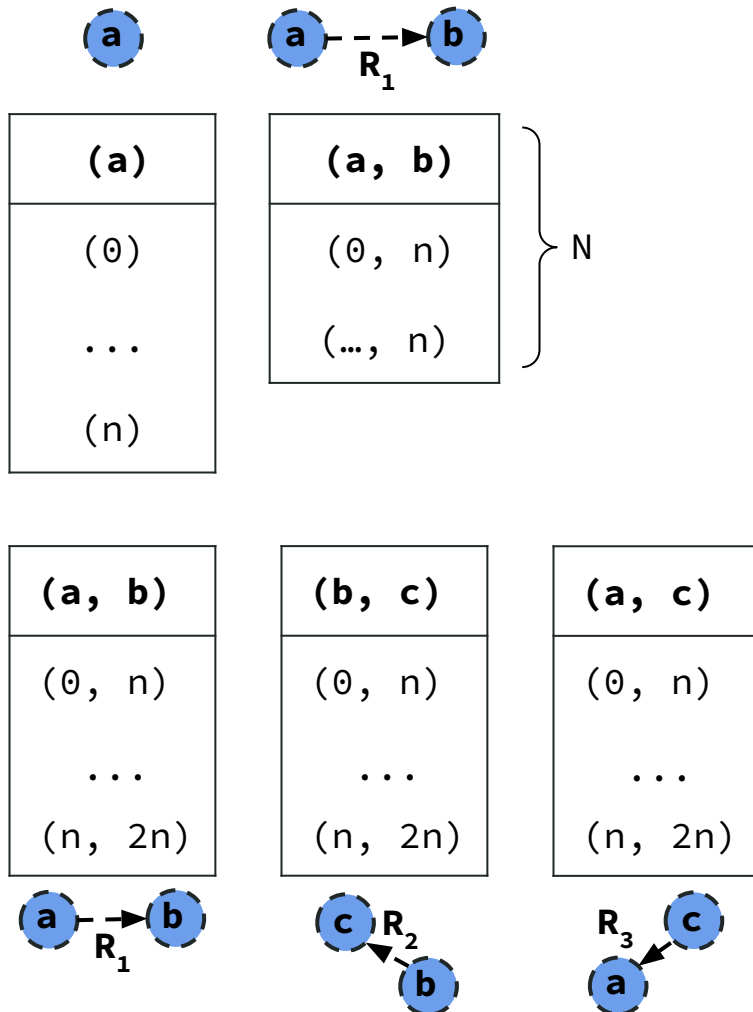 a
a b
R1
(a)
(0)
...
(n)
(a, b)
(0, n)
(…, n)
N
(a, b)
(0, n)
...
(n, 2n)
a b
R1
(b, c)
(0, n)
...
(n, 2n)
c R2
b
(a, c)
(0, n)
...
(n, 2n)
R3 c
a